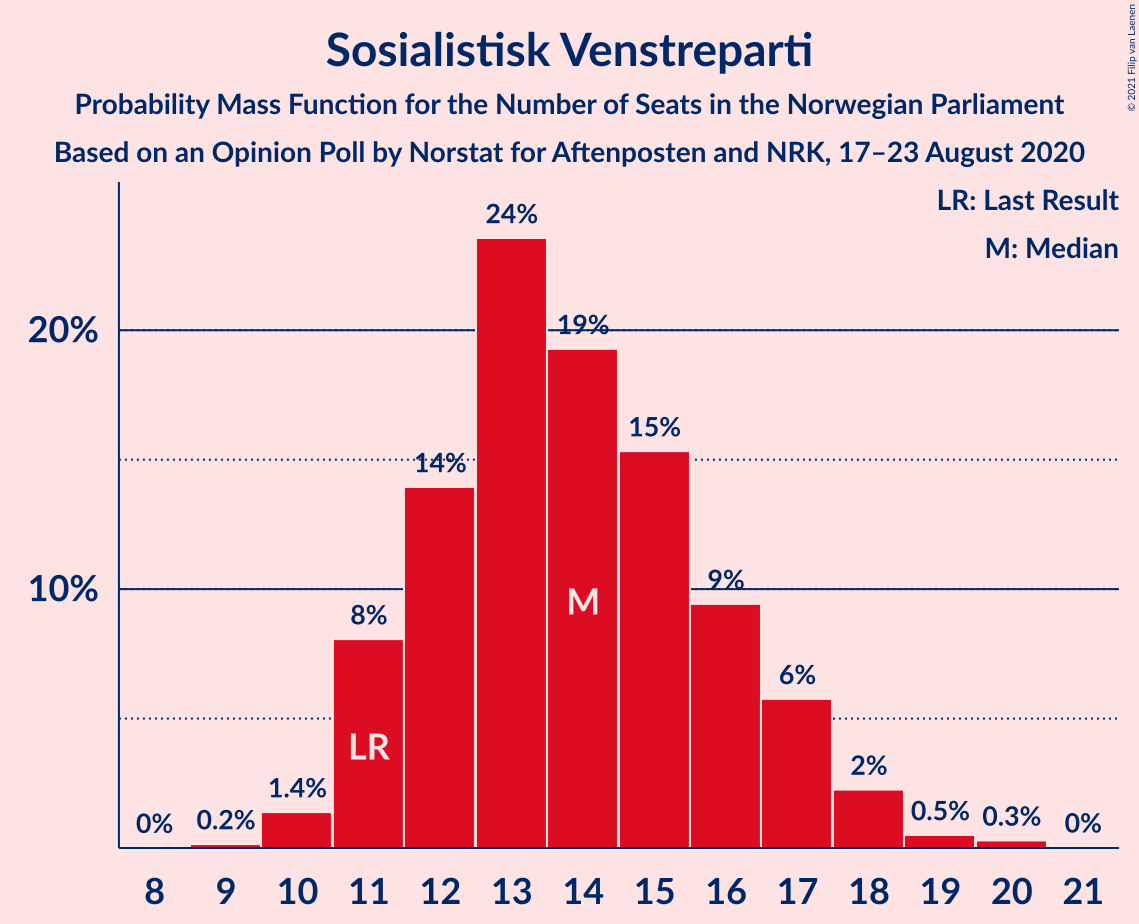 Sosialistisk Venstreparti
Probability Mass Function for the Number of Seats in the Norwegian Parliament
Based on an Opinion Poll by Norstat for Aftenposten and NRK, 17–23 August 2020
© 2021 Filip van Laenen
LR: Last Result
M: Median
24%
20%
19%
15%
14%
10%
9%
8%
M
6%
LR
2%
1.4%
0%
0.2%
0.5%
0.3%
0%
8 9 10 11 12 13 14 15 16 17 18 19 20 21